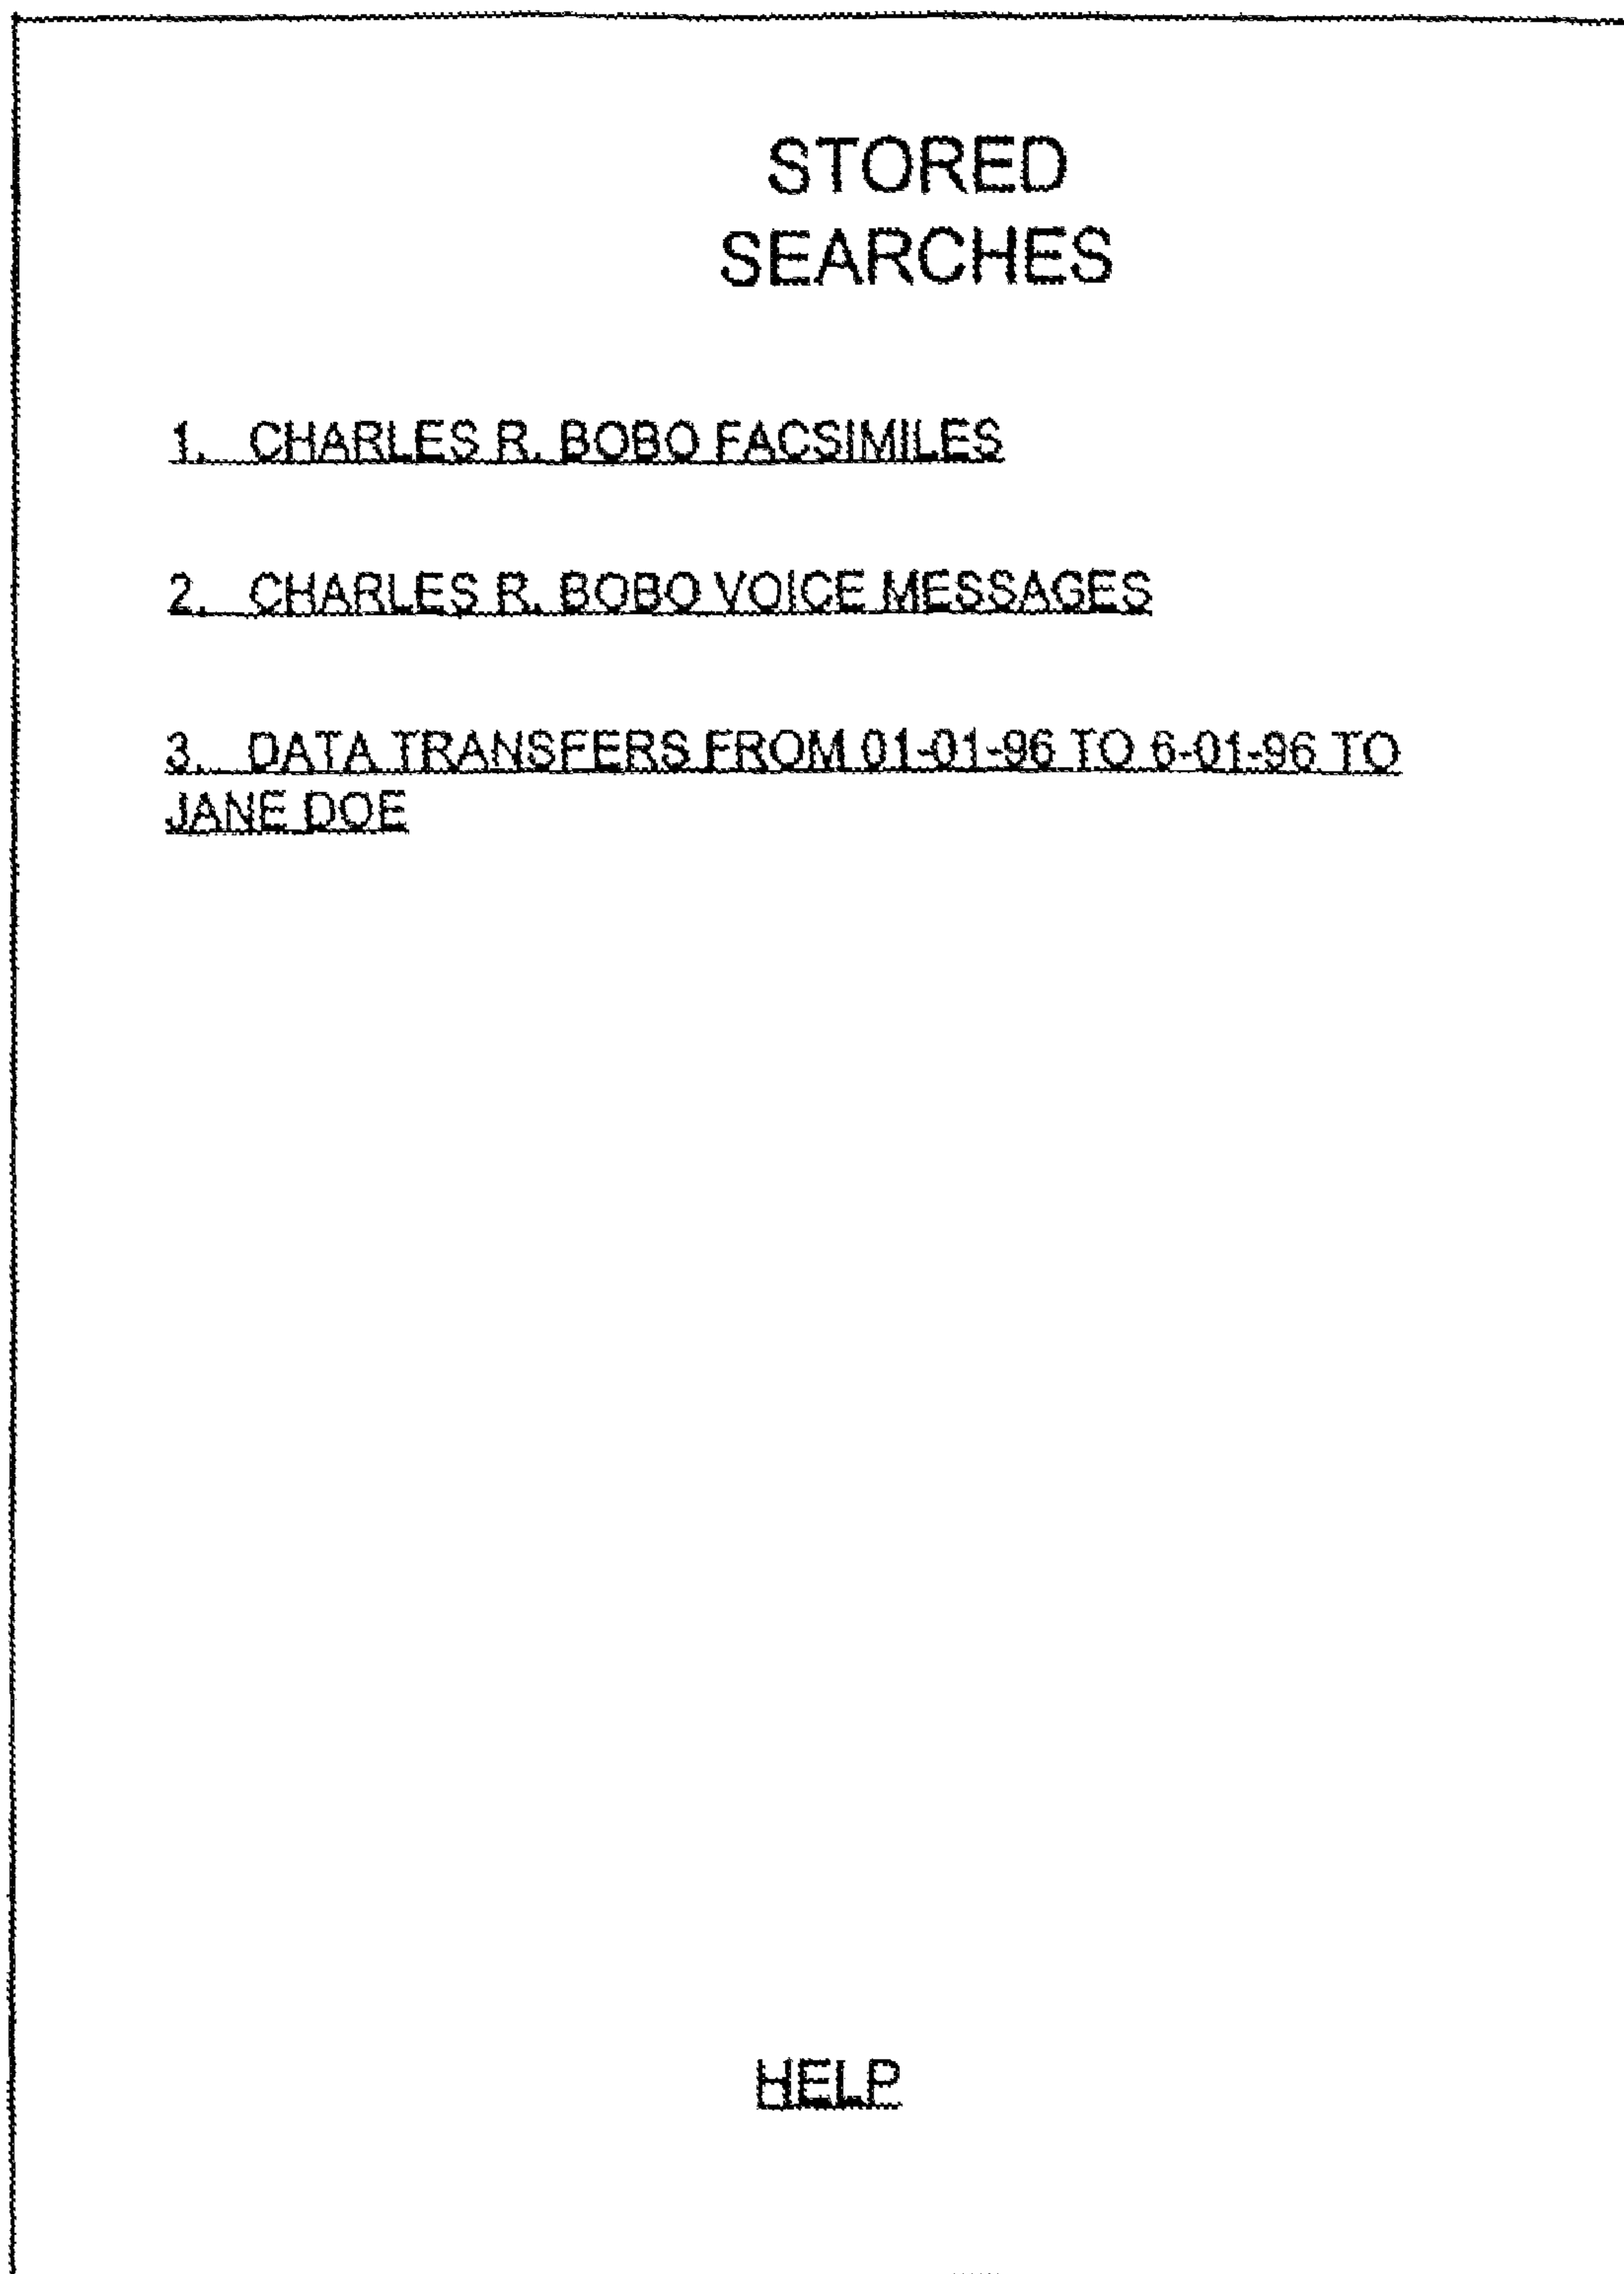 STORED
SEARCHES
1. CHARLES R. BOBO FACSIMILES
2. CHARLES R. BOBO VOICE MESSAGES
3. DATA TRANSFERS FROM 01-01-96 TO 6-01-96 TO
JANE DOE
HELP